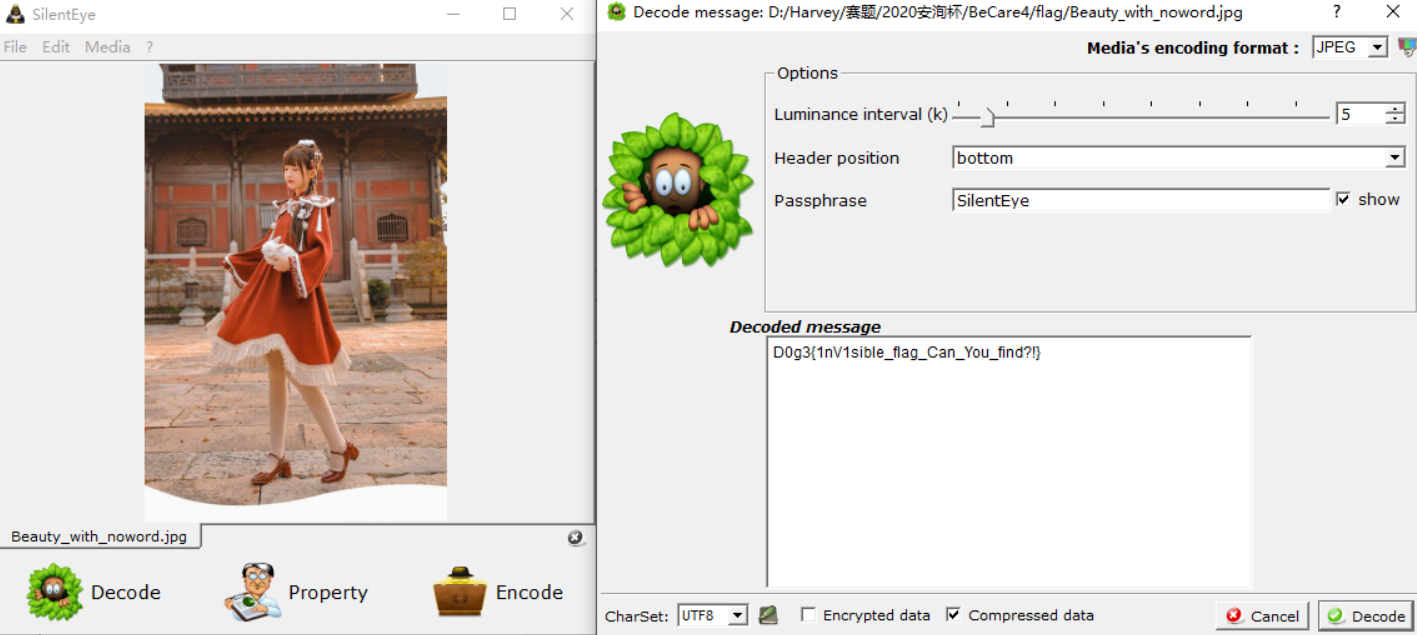 SilentEye
File Edit Media ?
Beauty_with_noword.jpg
Decode Property Encode
Decode message: D:/Harvey/赛题/2020安洵杯/BeCare4/flag/Beauty_with_noword.jpg ?
Media's encoding format : JPEG
Options
Luminance interval (k) 5
Header position bottom
Passphrase SilentEye show
Decoded message
D0g3{1n\/1sible_flag_Can_You_find?!}
CharSet: UTF8 Encrypted data Compressed data Cancel Decode